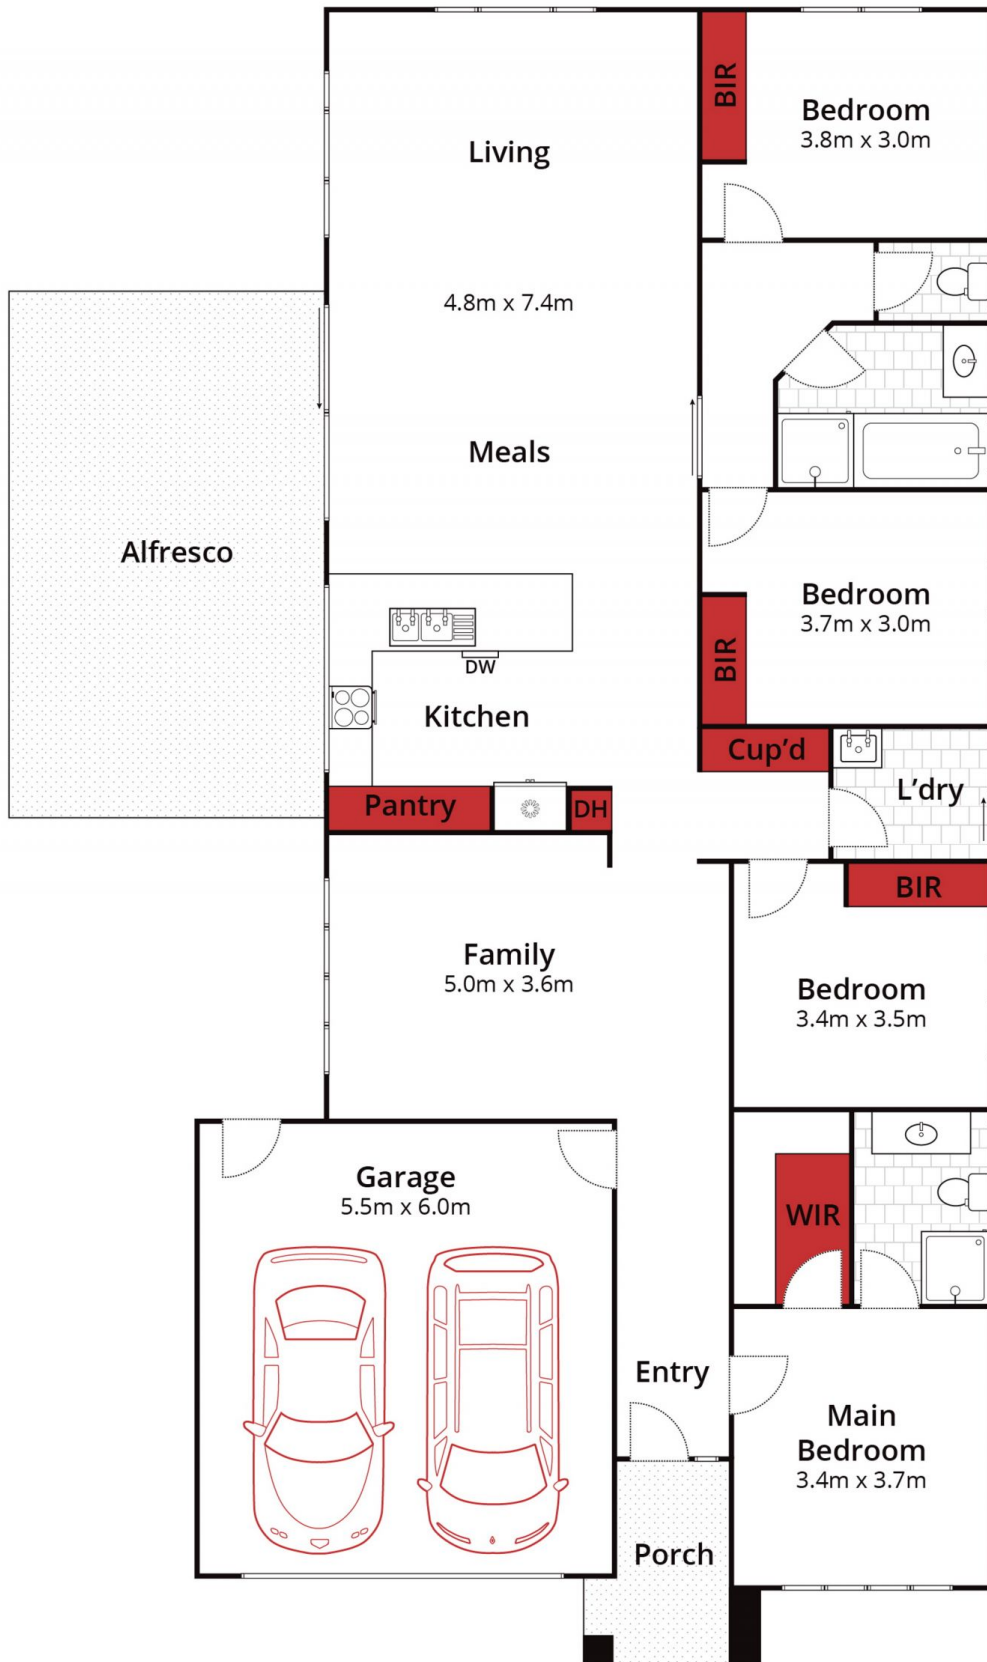 BIR
Bedroom
3.8m x 3.0m
Living
4.8m x 7.4m
Meals
Alfresco
Bedroom
3.7m x 3.0m
BIR
DW
Kitchen
Cup'd
L'dry
Pantry
DH
BIR
Family
5.0m x 3.6m
Bedroom
3.4m x 3.5m
Garage
5.5m x 6.0m
WIR
Entry
Main
Bedroom
3.4m x 3.7m
Porch